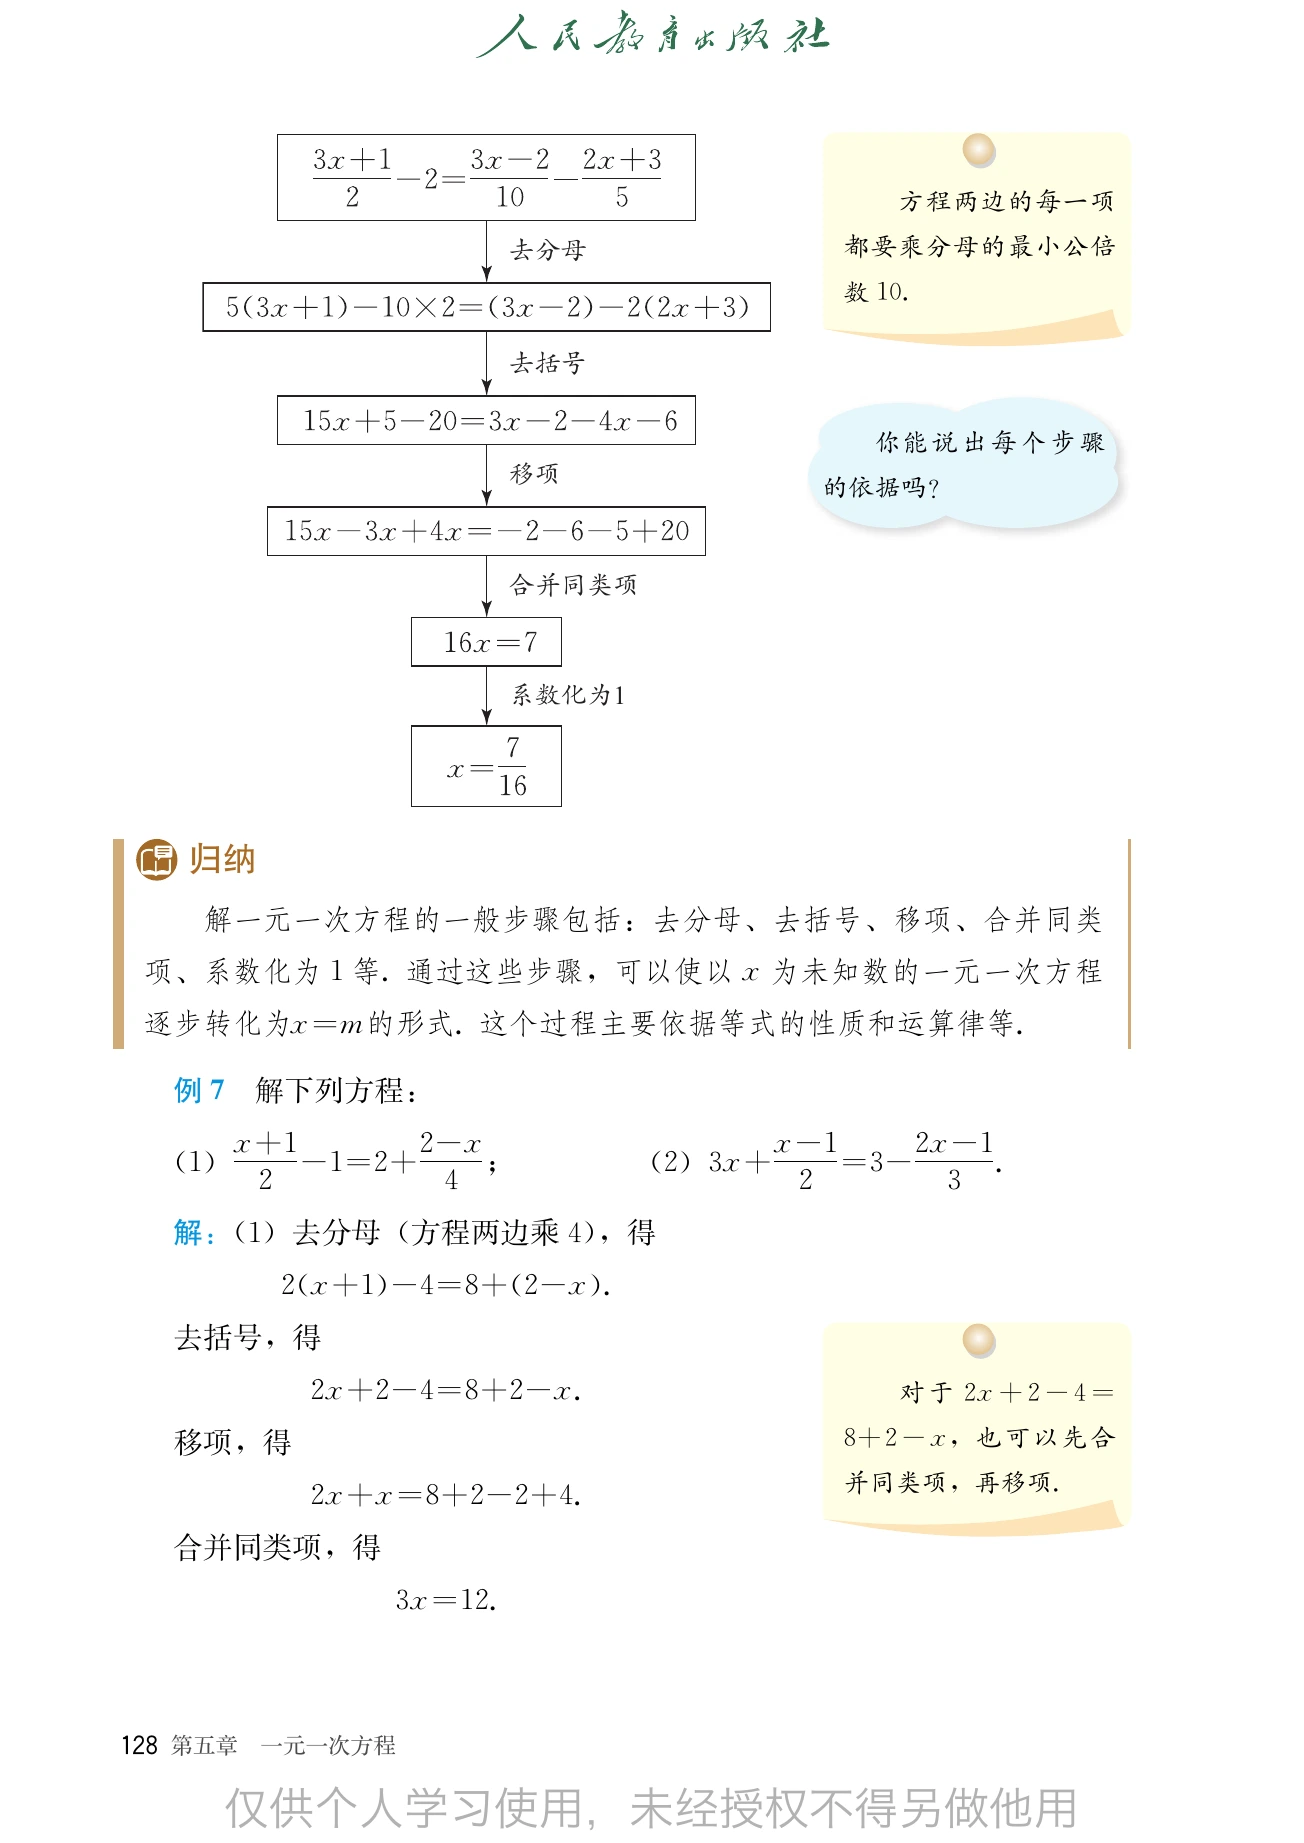 人民教育出版社
(3x+1)/2-2=(3x-2)/10-(2x+3)/5
方程两边的每一项
都要乘分母的最小公倍
数 10.
去分母
5(3x+1)-10×2=(3x-2)-2(2x+3)
去括号
15x+5-20=3x-2-4x-6
你能说出每个步骤
的依据吗?
移项
15x-3x+4x=-2-6-5+20
合并同类项
16x=7
系数化为1
x=7/16
归纳
解一元一次方程的一般步骤包括：去分母、去括号、移项、合并同类
项、系数化为 1 等. 通过这些步骤，可以使以 x 为未知数的一元一次方程
逐步转化为x=m的形式. 这个过程主要依据等式的性质和运算律等.
例 7 解下列方程：
(1) (x+1)/2-1=2+(2-x)/4； (2) 3x+(x-1)/2=3-(2x-1)/3.
解：(1) 去分母（方程两边乘 4），得
2(x+1)-4=8+(2-x).
去括号，得
2x+2-4=8+2-x.
移项，得
2x+x=8+2-2+4.
合并同类项，得
3x=12.
对于 2x+2-4=
8+2-x，也可以先合
并同类项，再移项.
128 第五章 一元一次方程
仅供个人学习使用，未经授权不得另做他用